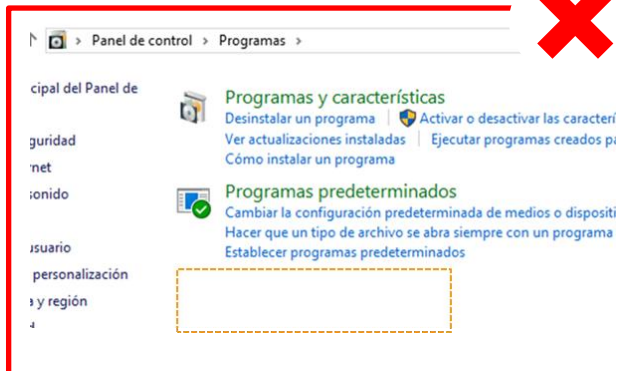 Panel de control > Programas >
cipal del Panel de
guridad
rnet
sonido
usuario
personalización
a y región
Programas y características
Desinstalar un programa | Activar o desactivar las caracterí
Ver actualizaciones instaladas | Ejecutar programas creados pa
Cómo instalar un programa
Programas predeterminados
Cambiar la configuración predeterminada de medios o dispositi
Hacer que un tipo de archivo se abra siempre con un programa
Establecer programas predeterminados